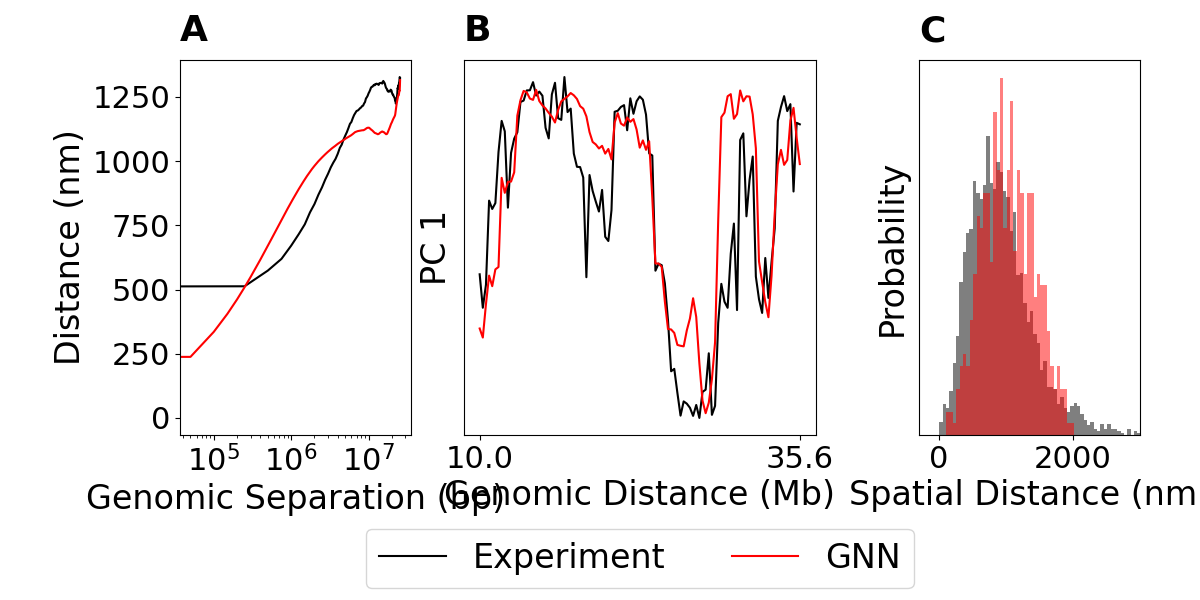 A
B
C
Distance (nm)
1250
1000
750
500
250
0
10^5
10^6
10^7
Genomic Separation (bp)
PC 1
10.0
35.6
Genomic Distance (Mb)
Probability
0
2000
Spatial Distance (nm
Experiment
GNN